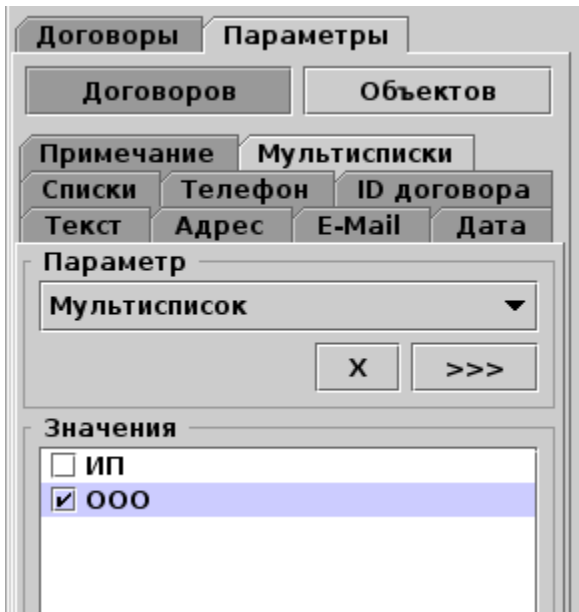 Договоры Параметры
Договоров Объектов
Примечание Мультисписки
Списки Телефон ID договора
Текст Адрес E-Mail Дата
Параметр
Мультисписок
X >>>
Значения
ИП
ООО